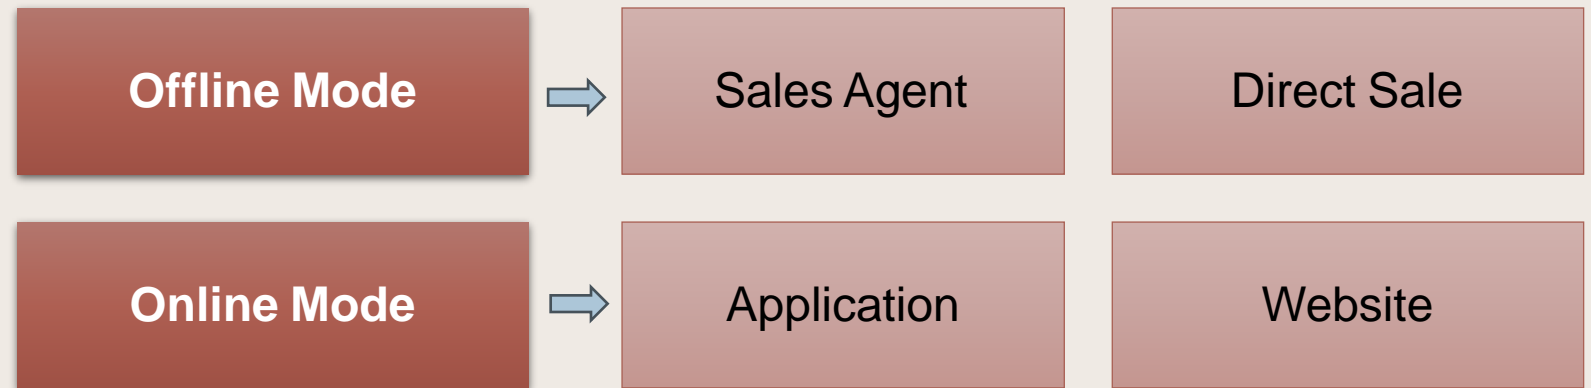 Offline Mode
Sales Agent
Direct Sale
Online Mode
Application
Website